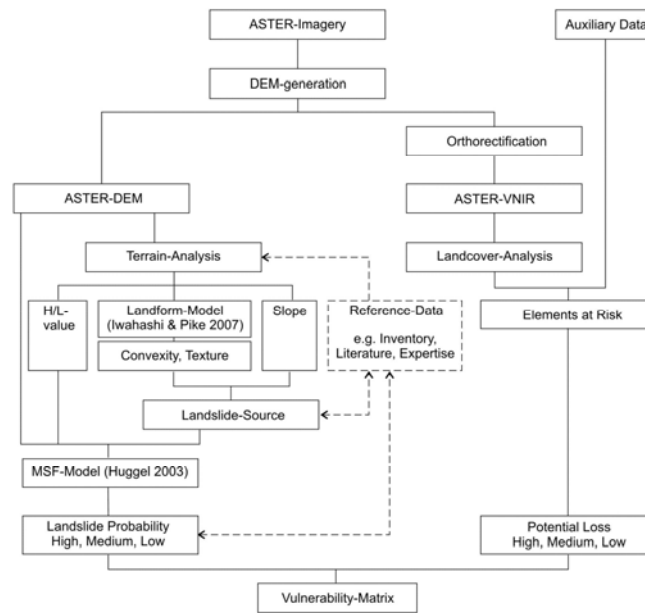 ASTER-Imagery
Auxiliary Data
DEM-generation
Orthorectification
ASTER-DEM
ASTER-VNIR
Terrain-Analysis
Landcover-Analysis
H/L-
value
Landform-Model
(Iwahashi & Pike 2007)
Convexity, Texture
Slope
Reference-Data
e.g. Inventory,
Literature, Expertise
Elements at Risk
Landslide-Source
MSF-Model (Huggel 2003)
Landslide Probability
High, Medium, Low
Potential Loss
High, Medium, Low
Vulnerability-Matrix